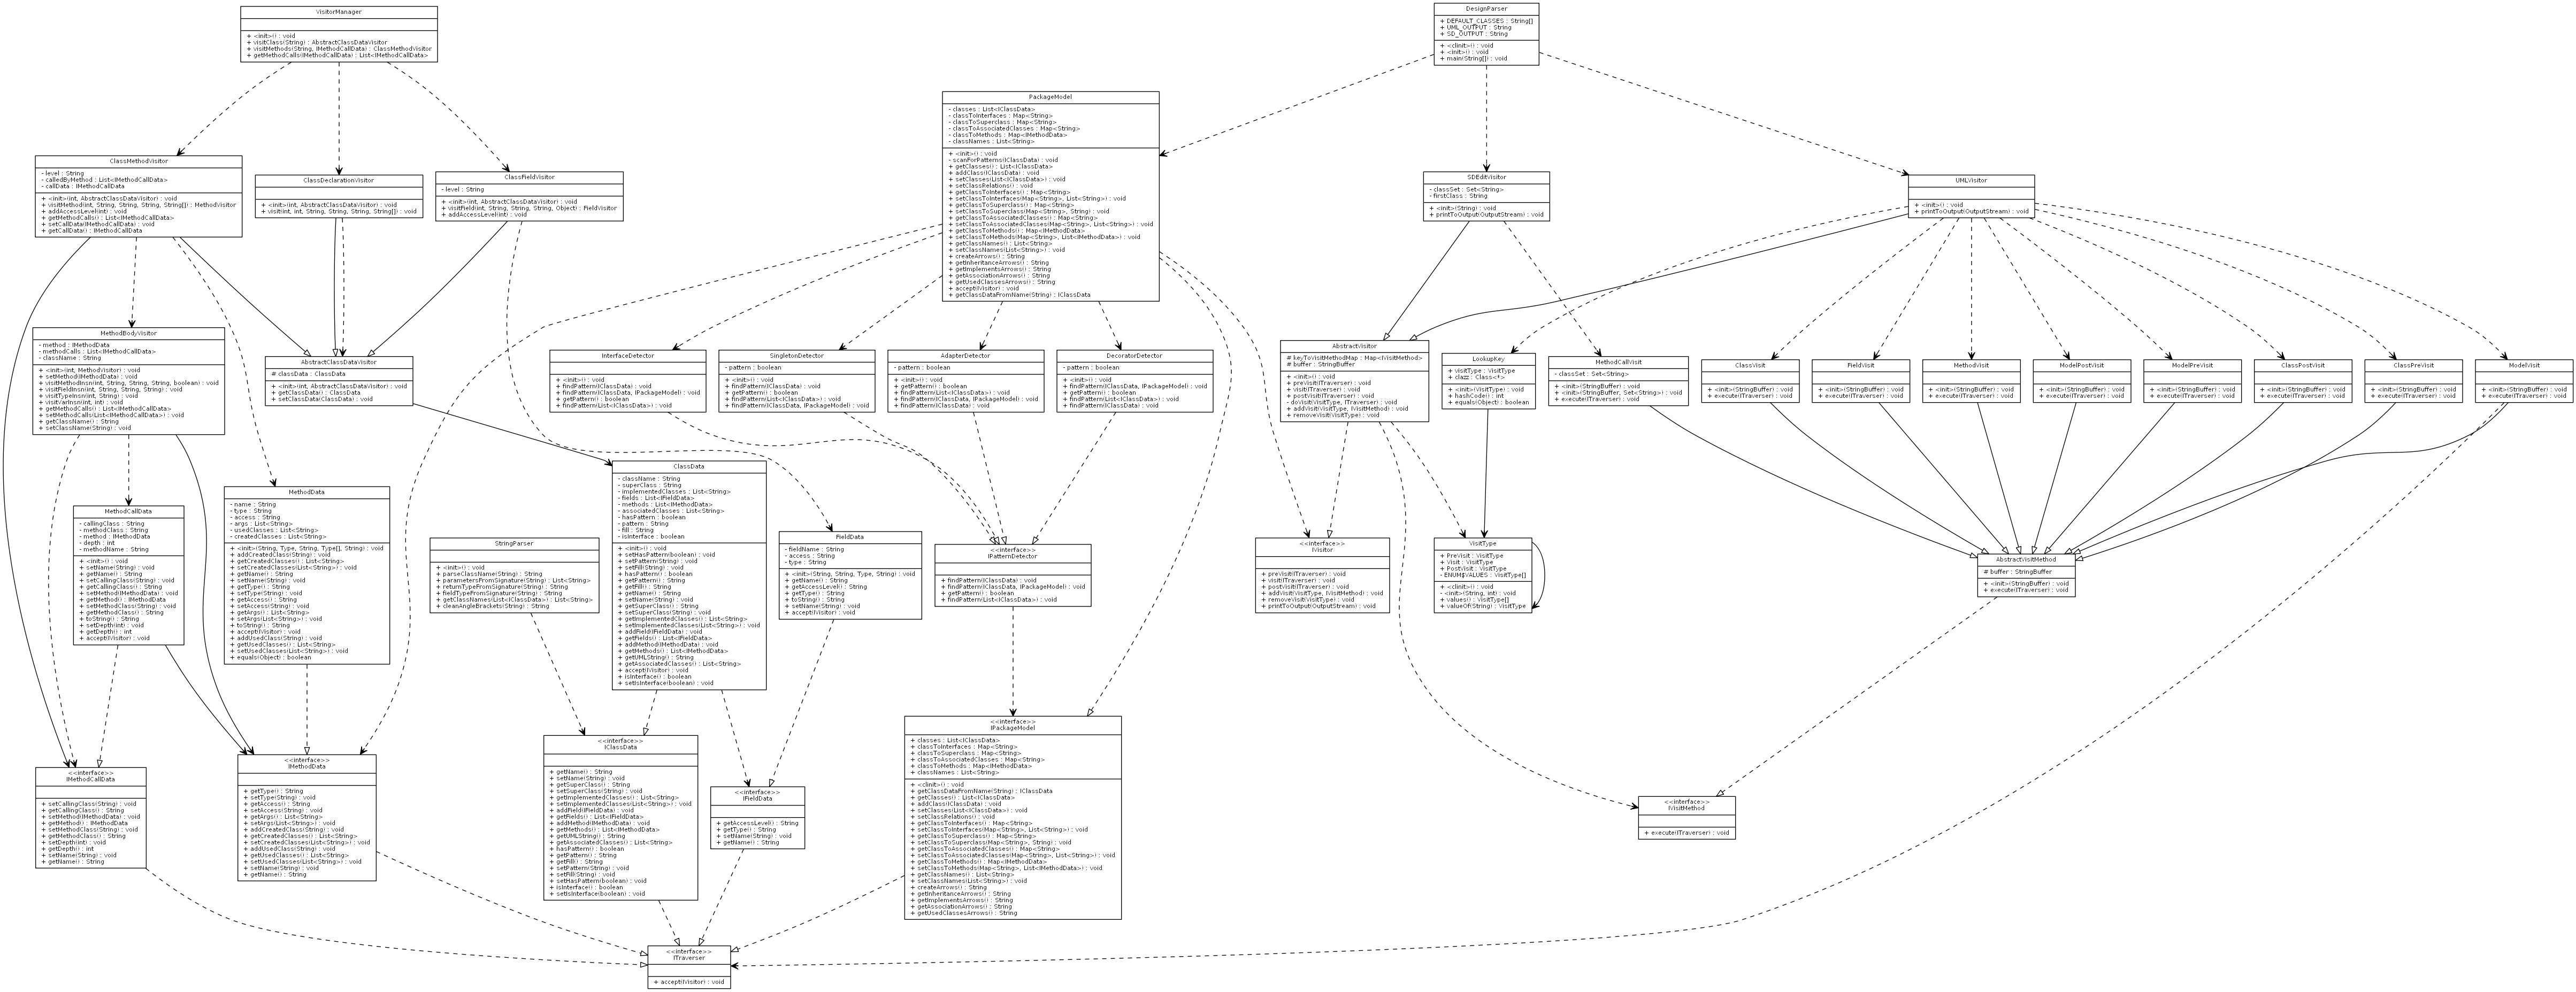 VisitorManager
+ <init>() : void
+ visitClass(String) : AbstractClassDataVisitor
+ visitMethods(String, IMethodCallData) : ClassMethodVisitor
+ getMethodCalls(IMethodCallData) : List<IMethodCallData>
DesignParser
+ DEFAULT_CLASSES : String[]
+ UML_OUTPUT : String
+ SD_OUTPUT : String
+ <clinit>() : void
+ <init>() : void
+ main(String[]) : void
PackageModel
- classes : List<IClassData>
- classToInterfaces : Map<String>
- classToSuperclass : Map<String>
- classToAssociatedClasses : Map<String>
- classToMethods : Map<IMethodData>
- classNames : List<String>
+ <init>() : void
- scanForPatterns(IClassData) : void
+ getClasses() : List<IClassData>
+ addClass(IClassData) : void
+ setClasses(List<IClassData>) : void
+ setClassRelations() : void
+ getClassToInterfaces() : Map<String>
+ setClassToInterfaces(Map<String>, List<String>) : void
+ getClassToSuperclass() : Map<String>
+ setClassToSuperclass(Map<String>, String) : void
+ getClassToAssociatedClasses() : Map<String>
+ setClassToAssociatedClasses(Map<String>, List<String>) : void
+ getClassToMethods() : Map<IMethodData>
+ setClassToMethods(Map<String>, List<IMethodData>) : void
+ getClassNames() : List<String>
+ setClassNames(List<String>) : void
+ createArrows() : String
+ getInheritanceArrows() : String
+ getImplementsArrows() : String
+ getAssociationArrows() : String
+ getUsedClassesArrows() : String
+ accept(IVisitor) : void
+ getClassDataFromName(String) : IClassData
ClassMethodVisitor
- level : String
- calledByMethod : List<IMethodCallData>
- callData : IMethodCallData
+ <init>(int, AbstractClassDataVisitor) : void
+ visitMethod(int, String, String, String, String[]) : MethodVisitor
+ addAccessLevel(int) : void
+ getMethodCalls() : List<IMethodCallData>
+ setCallData(IMethodCallData) : void
+ getCallData() : IMethodCallData
ClassDeclarationVisitor
+ <init>(int, AbstractClassDataVisitor) : void
+ visit(int, int, String, String, String, String[]) : void
ClassFieldVisitor
- level : String
+ <init>(int, AbstractClassDataVisitor) : void
+ visitField(int, String, String, String, Object) : FieldVisitor
+ addAccessLevel(int) : void
SDEditVisitor
- classSet : Set<String>
- firstClass : String
+ <init>(String) : void
+ printToOutput(OutputStream) : void
UMLVisitor
+ <init>() : void
+ printToOutput(OutputStream) : void
MethodBodyVisitor
- method : IMethodData
- methodCalls : List<IMethodCallData>
- className : String
+ <init>(int, MethodVisitor) : void
+ setMethod(IMethodData) : void
+ visitMethodInsn(int, String, String, String, boolean) : void
+ visitFieldInsn(int, String, String, String) : void
+ visitTypeInsn(int, String) : void
+ visitVarInsn(int, int) : void
+ getMethodCalls() : List<IMethodCallData>
+ setMethodCalls(List<IMethodCallData>) : void
+ getClassName() : String
+ setClassName(String) : void
AbstractClassDataVisitor
# classData : ClassData
+ <init>(int, AbstractClassDataVisitor) : void
+ getClassData() : ClassData
+ setClassData(ClassData) : void
InterfaceDetector
+ <init>() : void
+ findPattern(IClassData) : void
+ findPattern(IClassData, IPackageModel) : void
+ getPattern() : boolean
+ findPattern(List<IClassData>) : void
SingletonDetector
- pattern : boolean
+ <init>() : void
+ findPattern(IClassData) : void
+ getPattern() : boolean
+ findPattern(List<IClassData>) : void
+ findPattern(IClassData, IPackageModel) : void
AdapterDetector
- pattern : boolean
+ <init>() : void
+ getPattern() : boolean
+ findPattern(List<IClassData>) : void
+ findPattern(IClassData, IPackageModel) : void
+ findPattern(IClassData) : void
DecoratorDetector
- pattern : boolean
+ <init>() : void
+ findPattern(IClassData, IPackageModel) : void
+ getPattern() : boolean
+ findPattern(List<IClassData>) : void
+ findPattern(IClassData) : void
AbstractVisitor
# keyToVisitMethodMap : Map<IVisitMethod>
# buffer : StringBuffer
+ <init>() : void
+ preVisit(ITraverser) : void
+ visit(ITraverser) : void
+ postVisit(ITraverser) : void
- doVisit(VisitType, ITraverser) : void
+ addVisit(VisitType, IVisitMethod) : void
+ removeVisit(VisitType) : void
LookupKey
+ visitType : VisitType
+ clazz : Class<*>
+ <init>(VisitType) : void
+ hashCode() : int
+ equals(Object) : boolean
MethodCallVisit
- classSet : Set<String>
+ <init>(StringBuffer) : void
+ <init>(StringBuffer, Set<String>) : void
+ execute(ITraverser) : void
ClassVisit
+ <init>(StringBuffer) : void
+ execute(ITraverser) : void
FieldVisit
+ <init>(StringBuffer) : void
+ execute(ITraverser) : void
MethodVisit
+ <init>(StringBuffer) : void
+ execute(ITraverser) : void
ModelPostVisit
+ <init>(StringBuffer) : void
+ execute(ITraverser) : void
ModelPreVisit
+ <init>(StringBuffer) : void
+ execute(ITraverser) : void
ClassPostVisit
+ <init>(StringBuffer) : void
+ execute(ITraverser) : void
ClassPreVisit
+ <init>(StringBuffer) : void
+ execute(ITraverser) : void
ModelVisit
+ <init>(StringBuffer) : void
+ execute(ITraverser) : void
MethodCallData
- callingClass : String
- methodClass : String
- method : IMethodData
- depth : int
- methodName : String
+ <init>() : void
+ setName(String) : void
+ getName() : String
+ setCallingClass(String) : void
+ getCallingClass() : String
+ setMethod(IMethodData) : void
+ getMethod() : IMethodData
+ setMethodClass(String) : void
+ getMethodClass() : String
+ toString() : String
+ setDepth(int) : void
+ getDepth() : int
+ accept(IVisitor) : void
MethodData
- name : String
- type : String
- access : String
- args : List<String>
- usedClasses : List<String>
- createdClasses : List<String>
+ <init>(String, Type, String, Type[], String) : void
+ addCreatedClass(String) : void
+ getCreatedClasses() : List<String>
+ setCreatedClasses(List<String>) : void
+ getName() : String
+ setName(String) : void
+ getType() : String
+ setType(String) : void
+ getAccess() : String
+ setAccess(String) : void
+ getArgs() : List<String>
+ setArgs(List<String>) : void
+ toString() : String
+ accept(IVisitor) : void
+ addUsedClass(String) : void
+ getUsedClasses() : List<String>
+ setUsedClasses(List<String>) : void
+ equals(Object) : boolean
StringParser
+ <init>() : void
+ parseClassName(String) : String
+ parametersFromSignature(String) : List<String>
+ returnTypeFromSignature(String) : String
+ fieldTypeFromSignature(String) : String
+ getClassNames(List<IClassData>) : List<String>
+ cleanAngleBrackets(String) : String
ClassData
- className : String
- superClass : String
- implementedClasses : List<String>
- fields : List<IFieldData>
- methods : List<IMethodData>
- associatedClasses : List<String>
- hasPattern : boolean
- pattern : String
- fill : String
- isInterface : boolean
+ <init>() : void
+ setHasPattern(boolean) : void
+ setPattern(String) : void
+ setFill(String) : void
+ hasPattern() : boolean
+ getPattern() : String
+ getFill() : String
+ getName() : String
+ setName(String) : void
+ getSuperClass() : String
+ setSuperClass(String) : void
+ getImplementedClasses() : List<String>
+ setImplementedClasses(List<String>) : void
+ addField(IFieldData) : void
+ getFields() : List<IFieldData>
+ addMethod(IMethodData) : void
+ getMethods() : List<IMethodData>
+ getUMLString() : String
+ getAssociatedClasses() : List<String>
+ accept(IVisitor) : void
+ isInterface() : boolean
+ setIsInterface(boolean) : void
FieldData
- fieldName : String
- access : String
- type : String
+ <init>(String, String, Type, String) : void
+ getName() : String
+ getAccessLevel() : String
+ getType() : String
+ toString() : String
+ setName(String) : void
+ accept(IVisitor) : void
<<interface>>
IPatternDetector
+ findPattern(IClassData) : void
+ findPattern(IClassData, IPackageModel) : void
+ getPattern() : boolean
+ findPattern(List<IClassData>) : void
<<interface>>
IVisitor
+ preVisit(ITraverser) : void
+ visit(ITraverser) : void
+ postVisit(ITraverser) : void
+ addVisit(VisitType, IVisitMethod) : void
+ removeVisit(VisitType) : void
+ printToOutput(OutputStream) : void
VisitType
+ PreVisit : VisitType
+ Visit : VisitType
+ PostVisit : VisitType
- ENUM$VALUES : VisitType[]
+ <clinit>() : void
- <init>(String, int) : void
+ values() : VisitType[]
+ valueOf(String) : VisitType
AbstractVisitMethod
# buffer : StringBuffer
+ <init>(StringBuffer) : void
+ execute(ITraverser) : void
<<interface>>
IMethodCallData
+ setCallingClass(String) : void
+ getCallingClass() : String
+ setMethod(IMethodData) : void
+ getMethod() : IMethodData
+ setMethodClass(String) : void
+ getMethodClass() : String
+ setDepth(int) : void
+ getDepth() : int
+ setName(String) : void
+ getName() : String
<<interface>>
IMethodData
+ getType() : String
+ setType(String) : void
+ getAccess() : String
+ setAccess(String) : void
+ getArgs() : List<String>
+ setArgs(List<String>) : void
+ addCreatedClass(String) : void
+ getCreatedClasses() : List<String>
+ setCreatedClasses(List<String>) : void
+ addUsedClass(String) : void
+ getUsedClasses() : List<String>
+ setUsedClasses(List<String>) : void
+ setName(String) : void
+ getName() : String
<<interface>>
IClassData
+ getName() : String
+ setName(String) : void
+ getSuperClass() : String
+ setSuperClass(String) : void
+ getImplementedClasses() : List<String>
+ setImplementedClasses(List<String>) : void
+ addField(IFieldData) : void
+ getFields() : List<IFieldData>
+ addMethod(IMethodData) : void
+ getMethods() : List<IMethodData>
+ getUMLString() : String
+ getAssociatedClasses() : List<String>
+ hasPattern() : boolean
+ getPattern() : String
+ getFill() : String
+ setPattern(String) : void
+ setFill(String) : void
+ setHasPattern(boolean) : void
+ isInterface() : boolean
+ setIsInterface(boolean) : void
<<interface>>
IFieldData
+ getAccessLevel() : String
+ getType() : String
+ setName(String) : void
+ getName() : String
<<interface>>
IPackageModel
+ classes : List<IClassData>
+ classToInterfaces : Map<String>
+ classToSuperclass : Map<String>
+ classToAssociatedClasses : Map<String>
+ classToMethods : Map<IMethodData>
+ classNames : List<String>
+ <clinit>() : void
+ getClassDataFromName(String) : IClassData
+ getClasses() : List<IClassData>
+ addClass(IClassData) : void
+ setClasses(List<IClassData>) : void
+ setClassRelations() : void
+ getClassToInterfaces() : Map<String>
+ setClassToInterfaces(Map<String>, List<String>) : void
+ getClassToSuperclass() : Map<String>
+ setClassToSuperclass(Map<String>, String) : void
+ getClassToAssociatedClasses() : Map<String>
+ setClassToAssociatedClasses(Map<String>, List<String>) : void
+ getClassToMethods() : Map<IMethodData>
+ setClassToMethods(Map<String>, List<IMethodData>) : void
+ getClassNames() : List<String>
+ setClassNames(List<String>) : void
+ createArrows() : String
+ getInheritanceArrows() : String
+ getImplementsArrows() : String
+ getAssociationArrows() : String
+ getUsedClassesArrows() : String
<<interface>>
IVisitMethod
+ execute(ITraverser) : void
<<interface>>
ITraverser
+ accept(IVisitor) : void